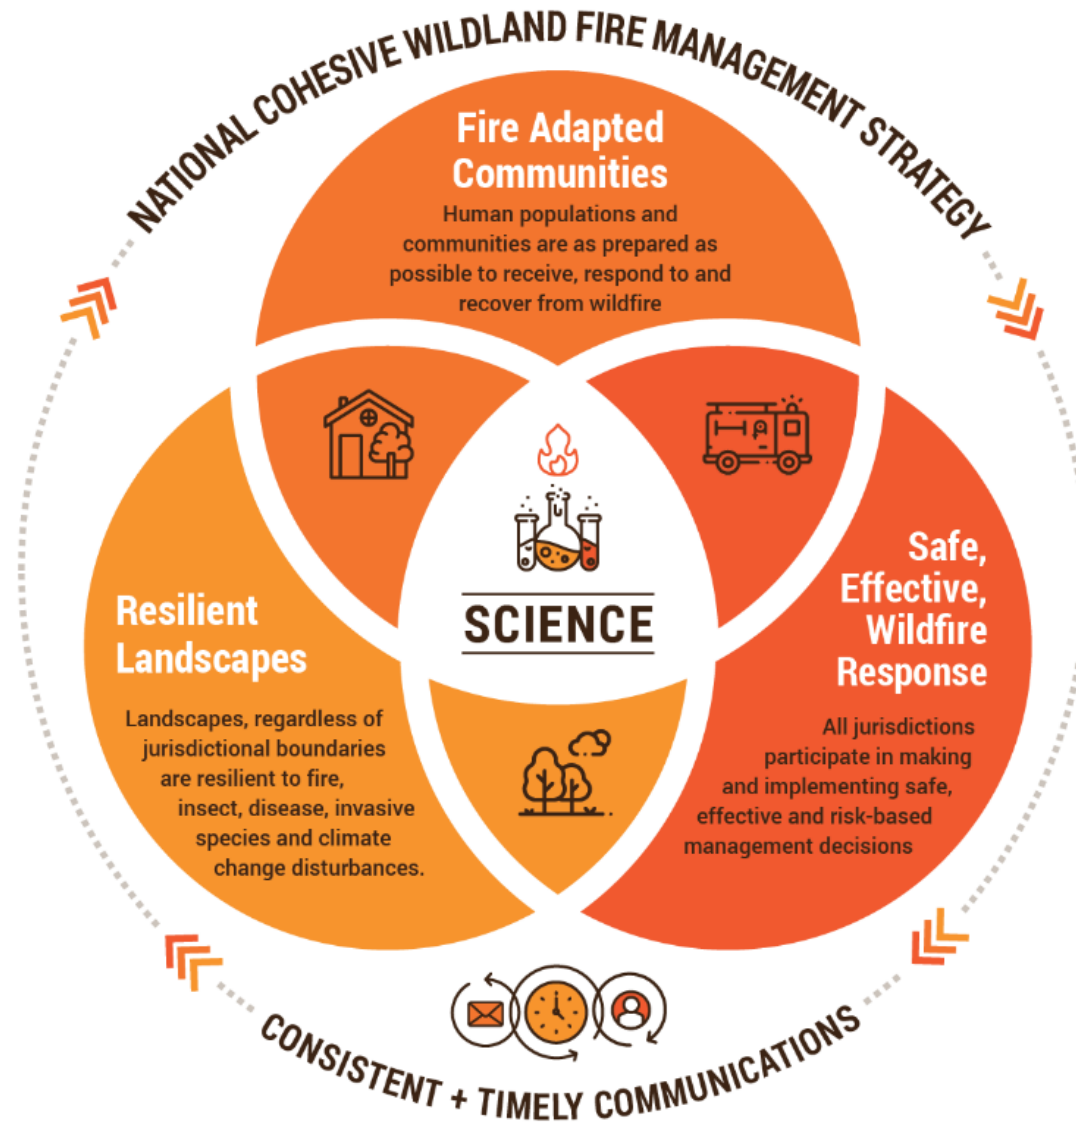 NATIONAL COHESIVE WILDLAND FIRE MANAGEMENT STRATEGY
Fire Adapted
Communities
Human populations and
communities are as prepared as
possible to receive, respond to and
recover from wildfire
SCIENCE
Resilient
Landscapes
Landscapes, regardless of
jurisdictional boundaries
are resilient to fire,
insect, disease, invasive
species and climate
change disturbances.
Safe,
Effective,
Wildfire
Response
All jurisdictions
participate in making
and implementing safe,
effective and risk-based
management decisions
CONSISTENT + TIMELY COMMUNICATIONS